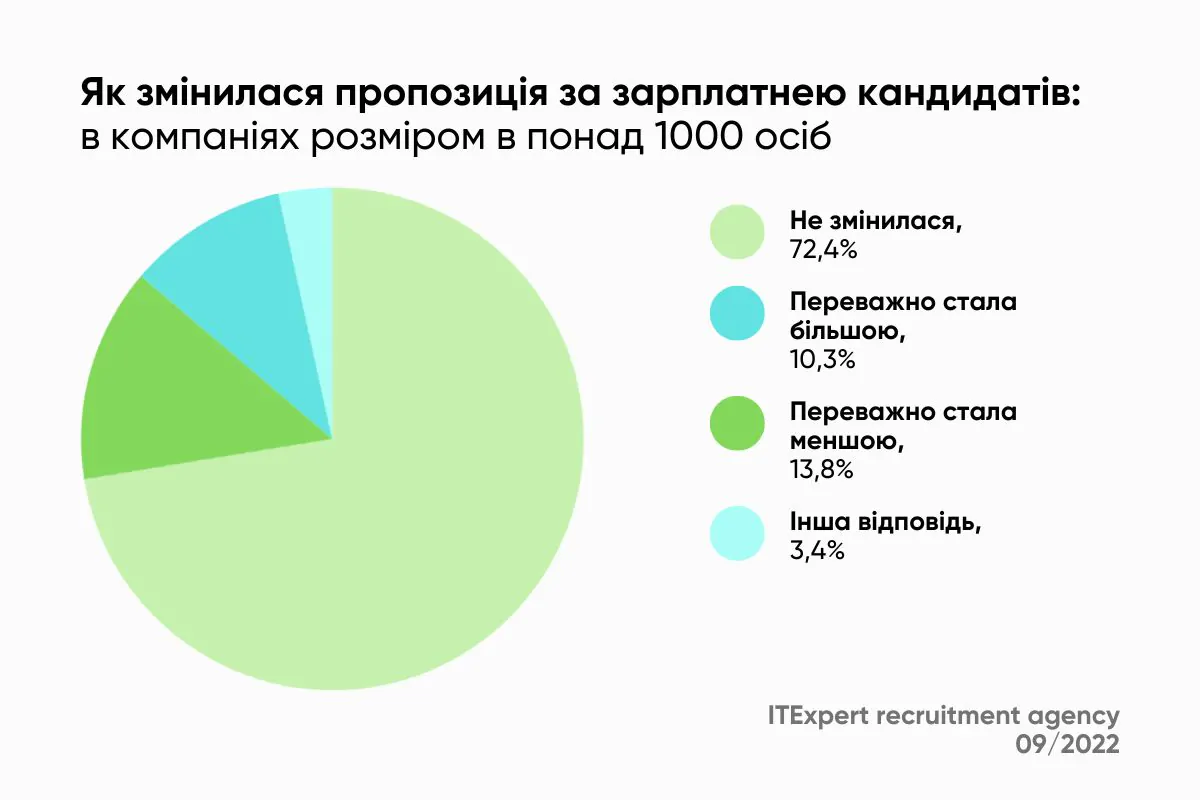 Як змінилася пропозиція за зарплатнею кандидатів:
в компаніях розміром в понад 1000 осіб
Не змінилася,
72,4%
Переважно стала
більшою,
10,3%
Переважно стала
меншою,
13,8%
Інша відповідь,
3,4%
ITExpert recruitment agency
09/2022